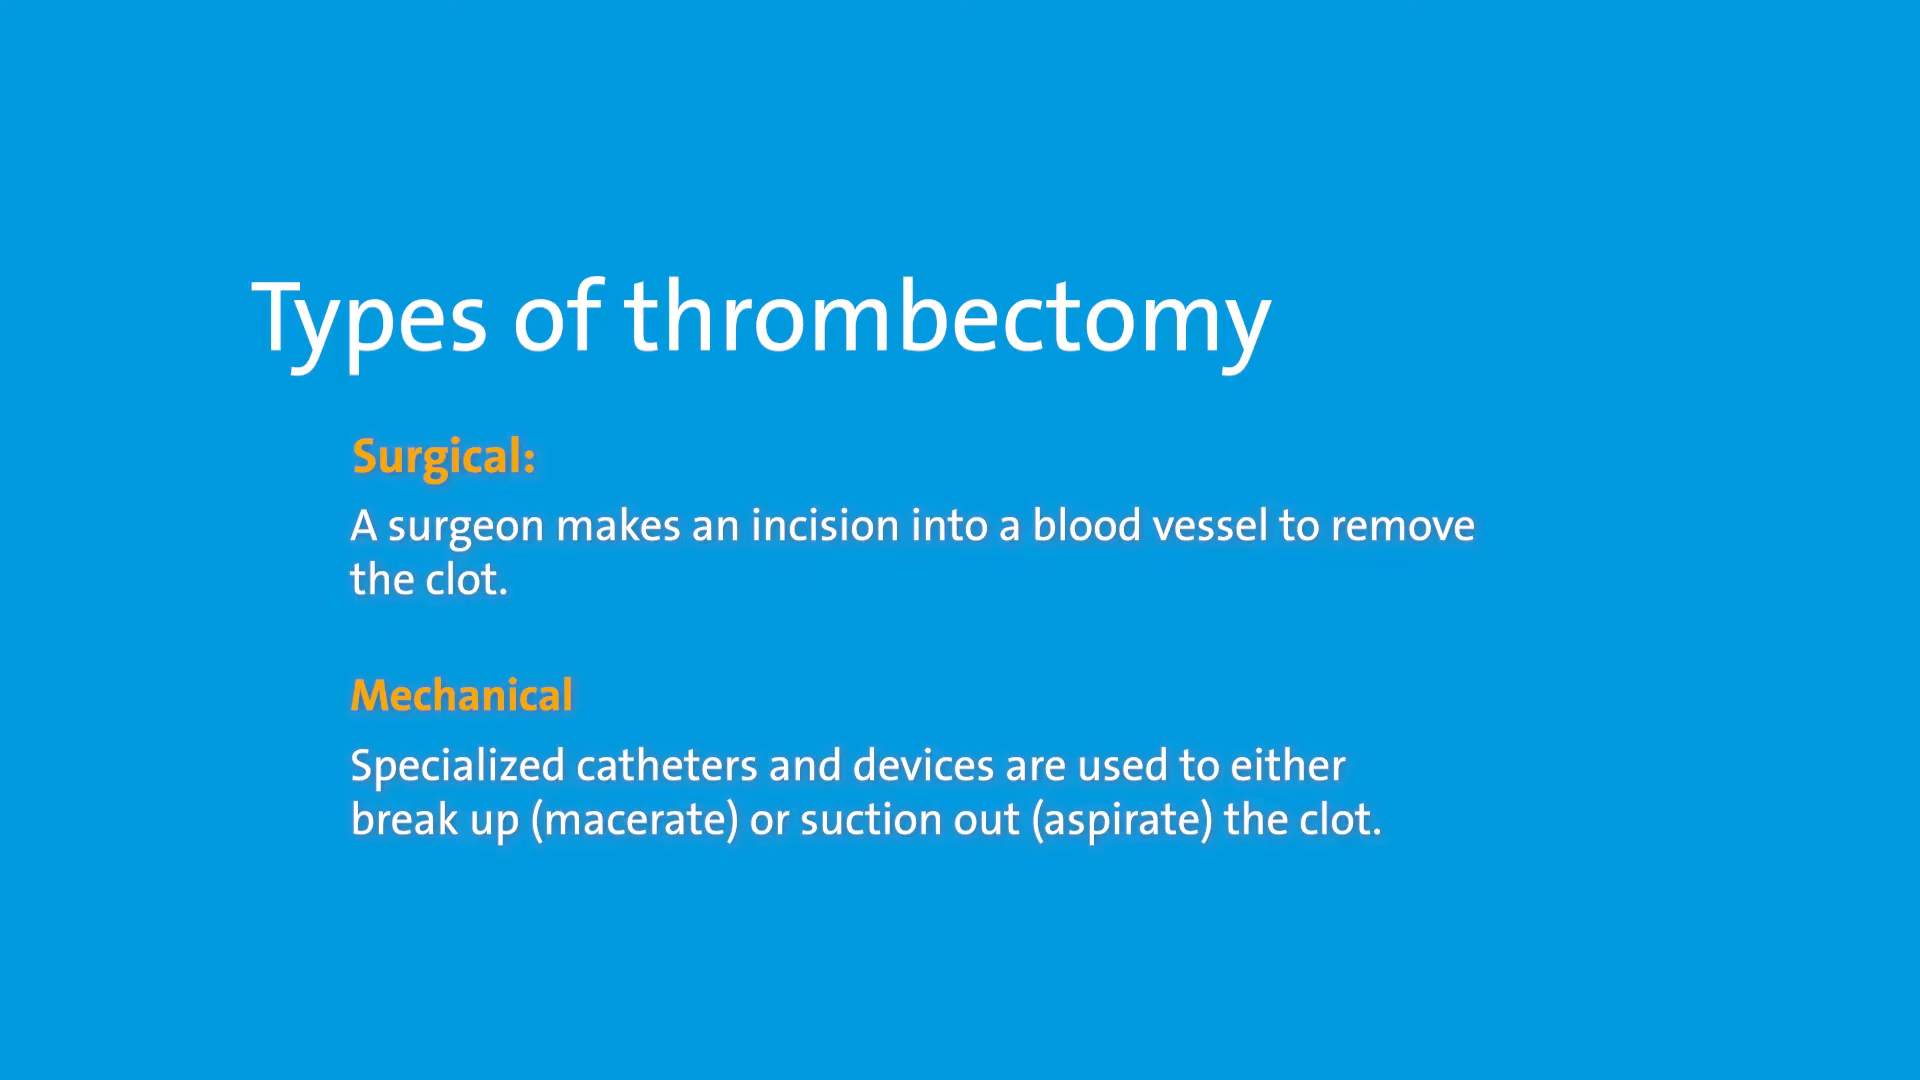 Types of thrombectomy
Surgical:
A surgeon makes an incision into a blood vessel to remove
the clot.
Mechanical
Specialized catheters and devices are used to either
break up (macerate) or suction out (aspirate) the clot.